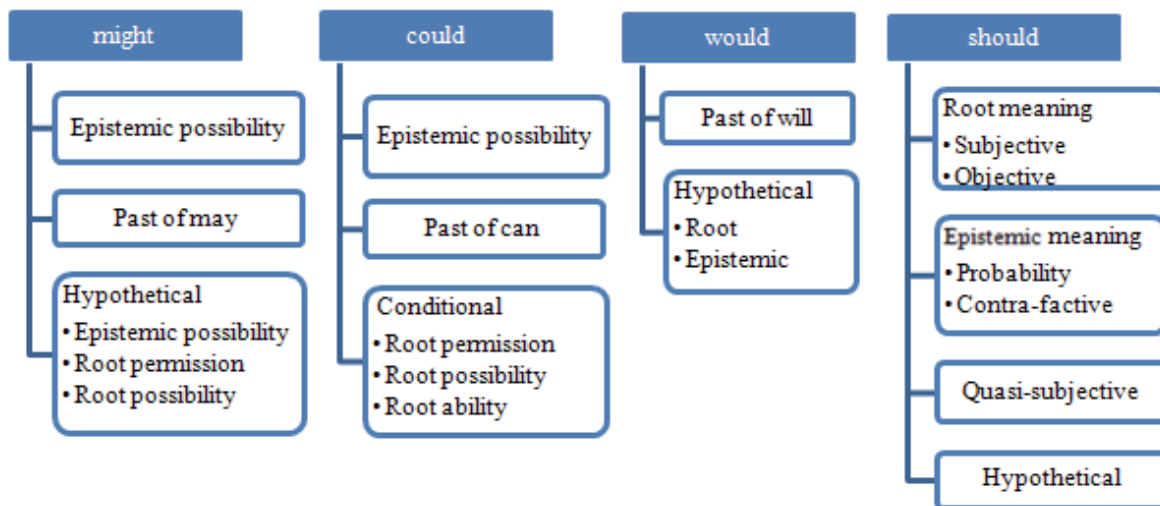 might
Epistemic possibility
Past of may
Hypothetical
• Epistemic possibility
• Root permission
• Root possibility
could
Epistemic possibility
Past of can
Conditional
• Root permission
• Root possibility
• Root ability
would
Past of will
Hypothetical
• Root
• Epistemic
should
Root meaning
• Subjective
• Objective
Epistemic meaning
• Probability
• Contra-factive
Quasi-subjective
Hypothetical